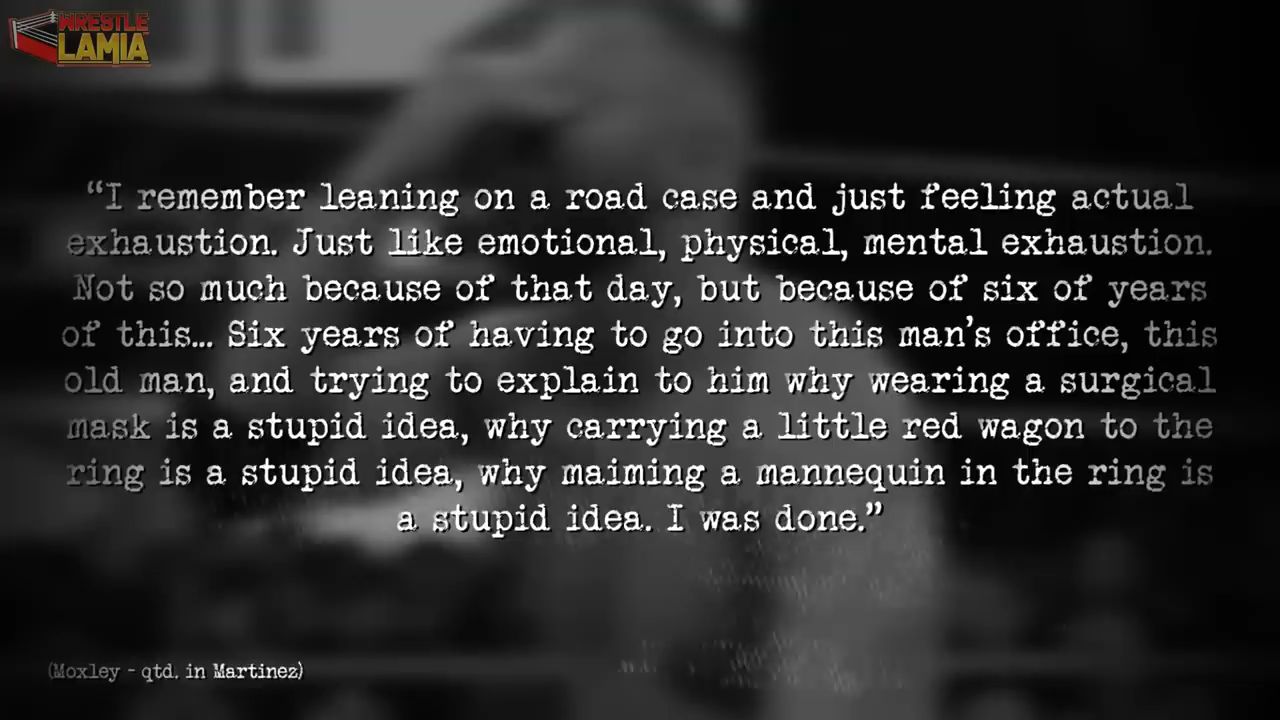 WRESTLE
LAMIA
“I remember leaning on a road case and just feeling actual
exhaustion. Just like emotional, physical, mental exhaustion.
Not so much because of that day, but because of six of years
of this… Six years of having to go into this man’s office, this
old man, and trying to explain to him why wearing a surgical
mask is a stupid idea, why carrying a little red wagon to the
ring is a stupid idea, why maiming a mannequin in the ring is
a stupid idea. I was done.”
(Moxley - qtd. in Martinez)